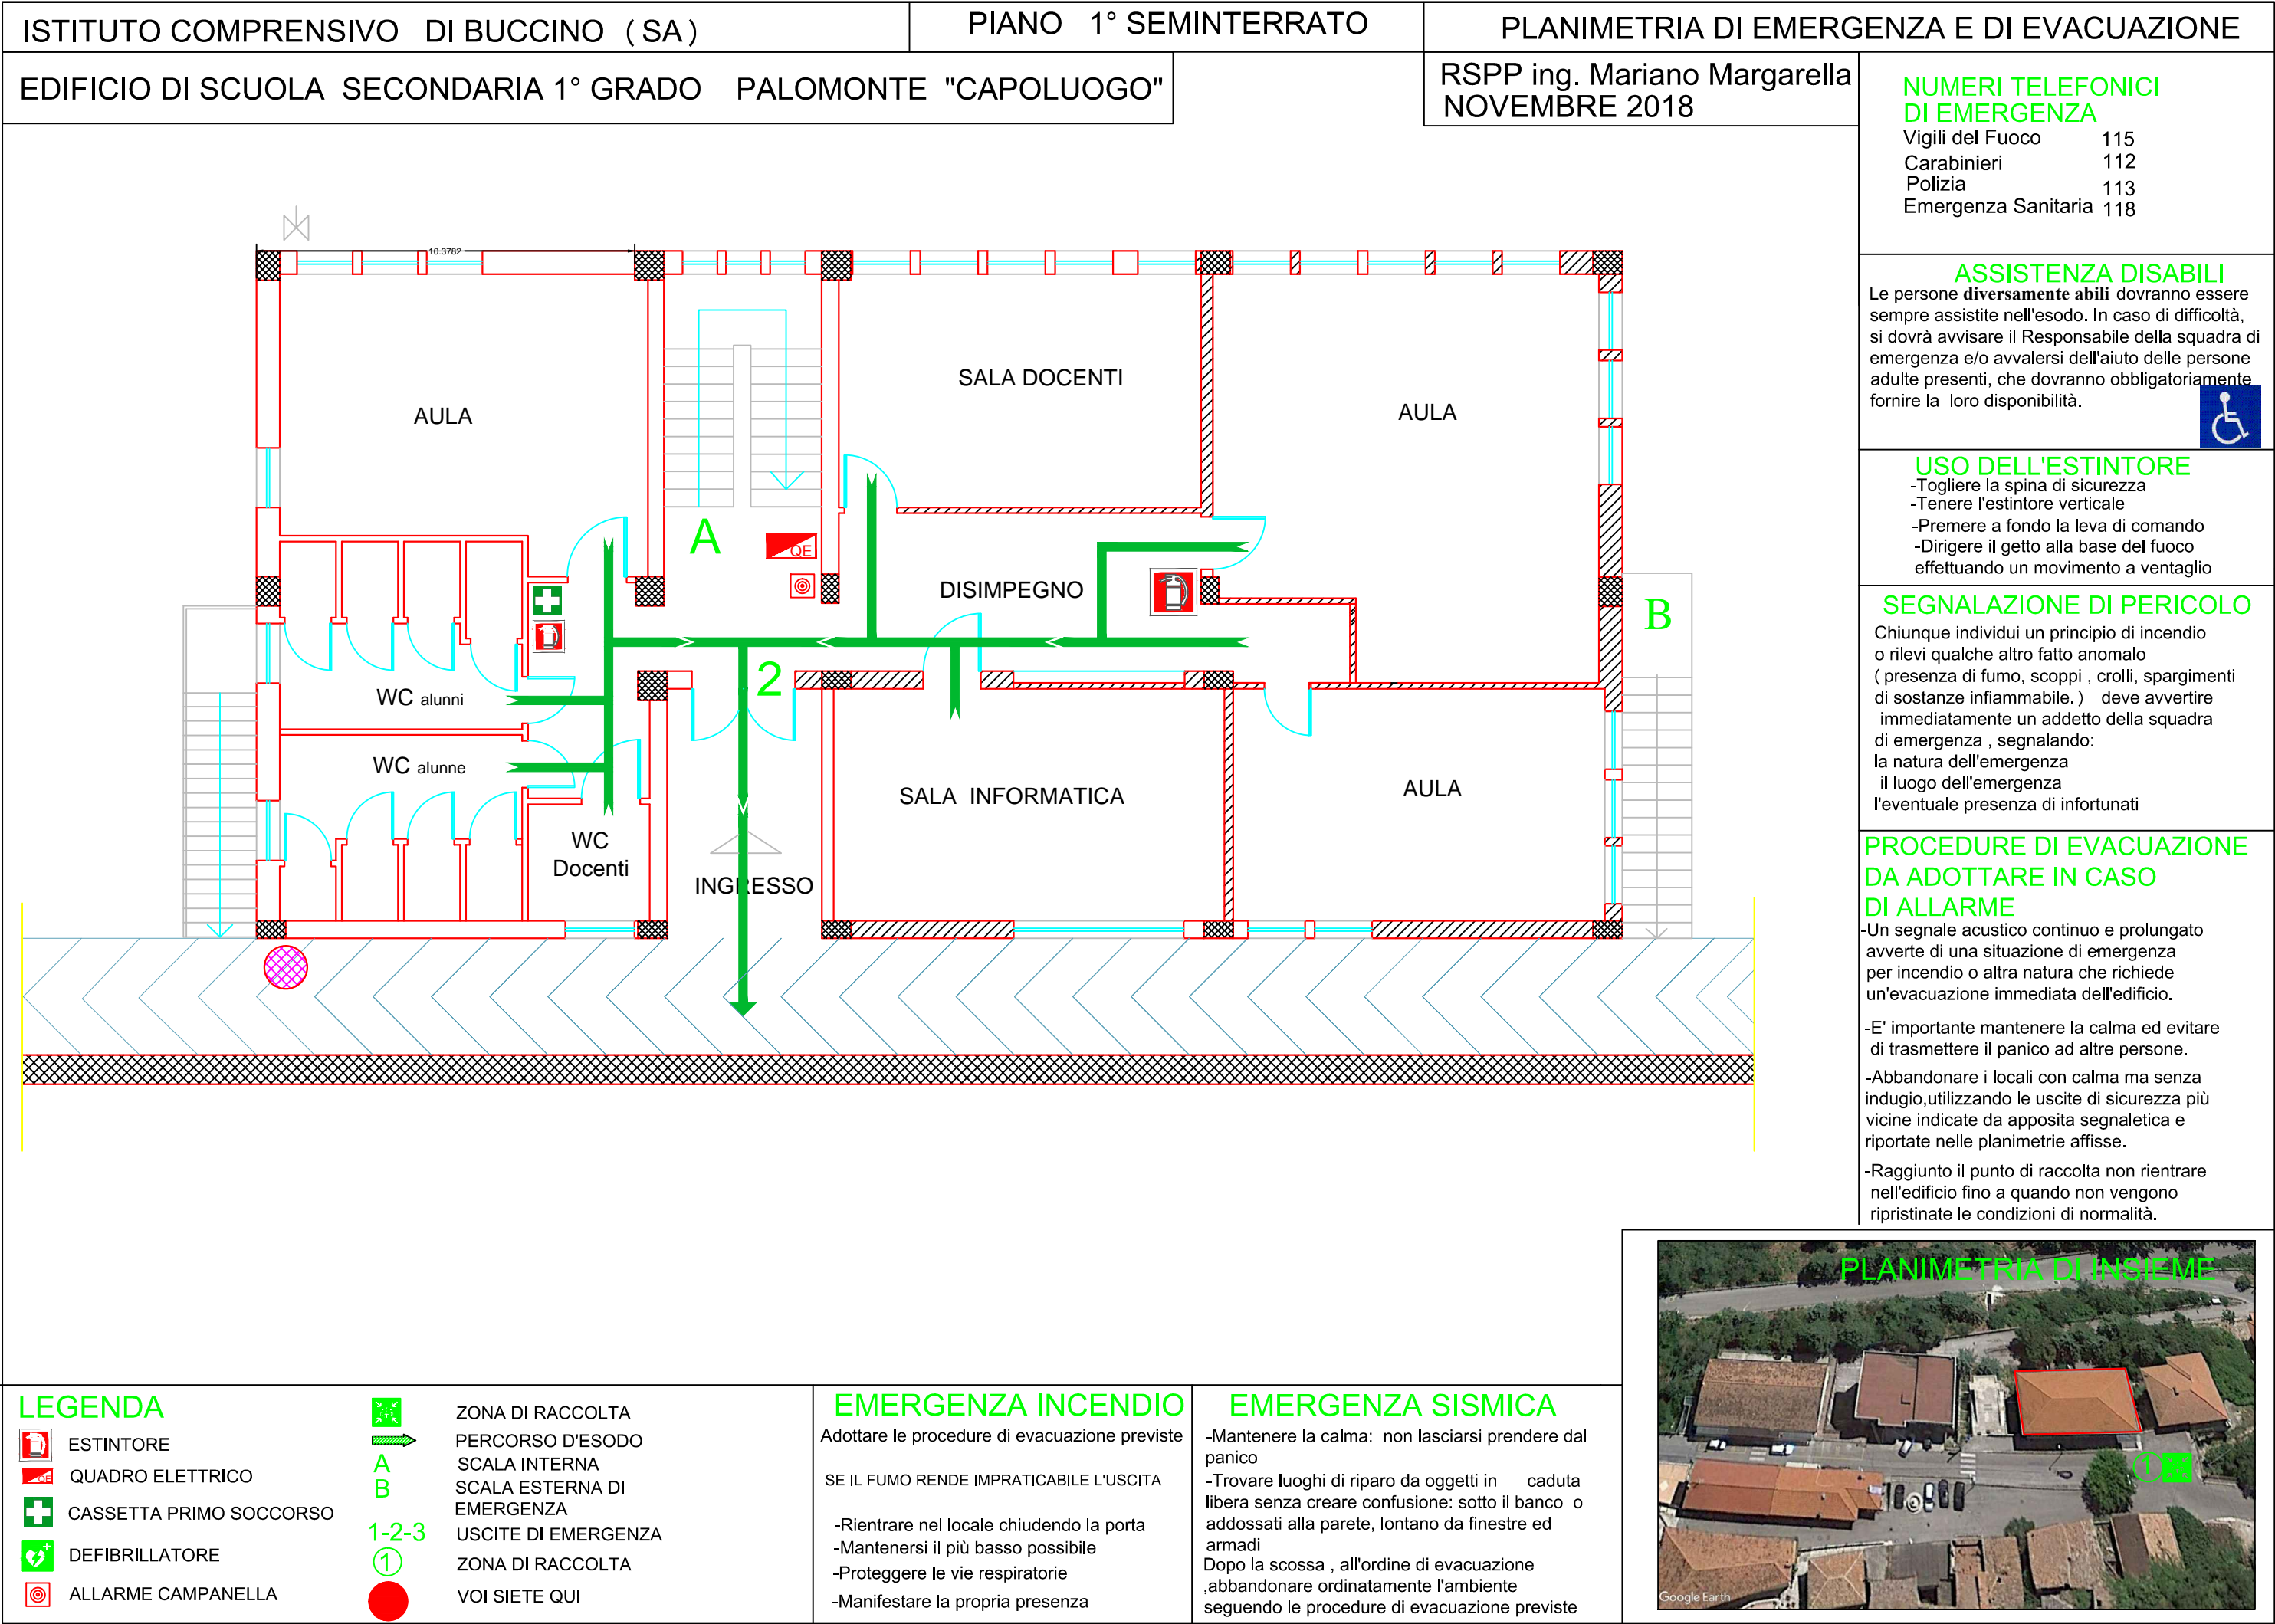 ISTITUTO COMPRENSIVO DI BUCCINO (SA)
PIANO 1° SEMINTERRATO
PLANIMETRIA DI EMERGENZA E DI EVACUAZIONE
EDIFICIO DI SCUOLA SECONDARIA 1° GRADO PALOMONTE "CAPOLUOGO"
RSPP ing. Mariano Margarella
NOVEMBRE 2018
NUMERI TELEFONICI
DI EMERGENZA
Vigili del Fuoco 115
Carabinieri 112
Polizia 113
Emergenza Sanitaria 118
ASSISTENZA DISABILI
Le persone diversamente abili dovranno essere
sempre assistite nell'esodo. In caso di difficoltà,
si dovrà avvisare il Responsabile della squadra di
emergenza e/o avvalersi dell'aiuto delle persone
adulte presenti, che dovranno obbligatoriamente
fornire la loro disponibilità.
USO DELL'ESTINTORE
-Togliere la spina di sicurezza
-Tenere l'estintore verticale
-Premere a fondo la leva di comando
-Dirigere il getto alla base del fuoco
effettuando un movimento a ventaglio
SEGNALAZIONE DI PERICOLO
Chiunque individui un principio di incendio
o rilevi qualche altro fatto anomalo
( presenza di fumo, scoppi , crolli, spargimenti
di sostanze infiammabile. ) deve avvertire
immediatamente un addetto della squadra
di emergenza , segnalando:
la natura dell'emergenza
il luogo dell'emergenza
l'eventuale presenza di infortunati
PROCEDURE DI EVACUAZIONE
DA ADOTTARE IN CASO
DI ALLARME
-Un segnale acustico continuo e prolungato
avverte di una situazione di emergenza
per incendio o altra natura che richiede
un'evacuazione immediata dell'edificio.
-E' importante mantenere la calma ed evitare
di trasmettere il panico ad altre persone.
-Abbandonare i locali con calma ma senza
indugio,utilizzando le uscite di sicurezza più
vicine indicate da apposita segnaletica e
riportate nelle planimetrie affisse.
-Raggiunto il punto di raccolta non rientrare
nell'edificio fino a quando non vengono
ripristinate le condizioni di normalità.
10.3782
AULA
SALA DOCENTI
AULA
A
QE
DISIMPEGNO
B
2
WC alunni
WC alunne
WC
Docenti
INGRESSO
SALA INFORMATICA
AULA
PLANIMETRIA DI INSIEME
1
Google Earth
LEGENDA
ESTINTORE
QE
QUADRO ELETTRICO
CASSETTA PRIMO SOCCORSO
DEFIBRILLATORE
ALLARME CAMPANELLA
ZONA DI RACCOLTA
PERCORSO D'ESODO
A SCALA INTERNA
B SCALA ESTERNA DI
EMERGENZA
1-2-3 USCITE DI EMERGENZA
1 ZONA DI RACCOLTA
VOI SIETE QUI
EMERGENZA INCENDIO
Adottare le procedure di evacuazione previste
SE IL FUMO RENDE IMPRATICABILE L'USCITA
-Rientrare nel locale chiudendo la porta
-Mantenersi il più basso possibile
-Proteggere le vie respiratorie
-Manifestare la propria presenza
EMERGENZA SISMICA
-Mantenere la calma: non lasciarsi prendere dal
panico
-Trovare luoghi di riparo da oggetti in caduta
libera senza creare confusione: sotto il banco o
addossati alla parete, lontano da finestre ed
armadi
Dopo la scossa , all'ordine di evacuazione
,abbandonare ordinatamente l'ambiente
seguendo le procedure di evacuazione previste